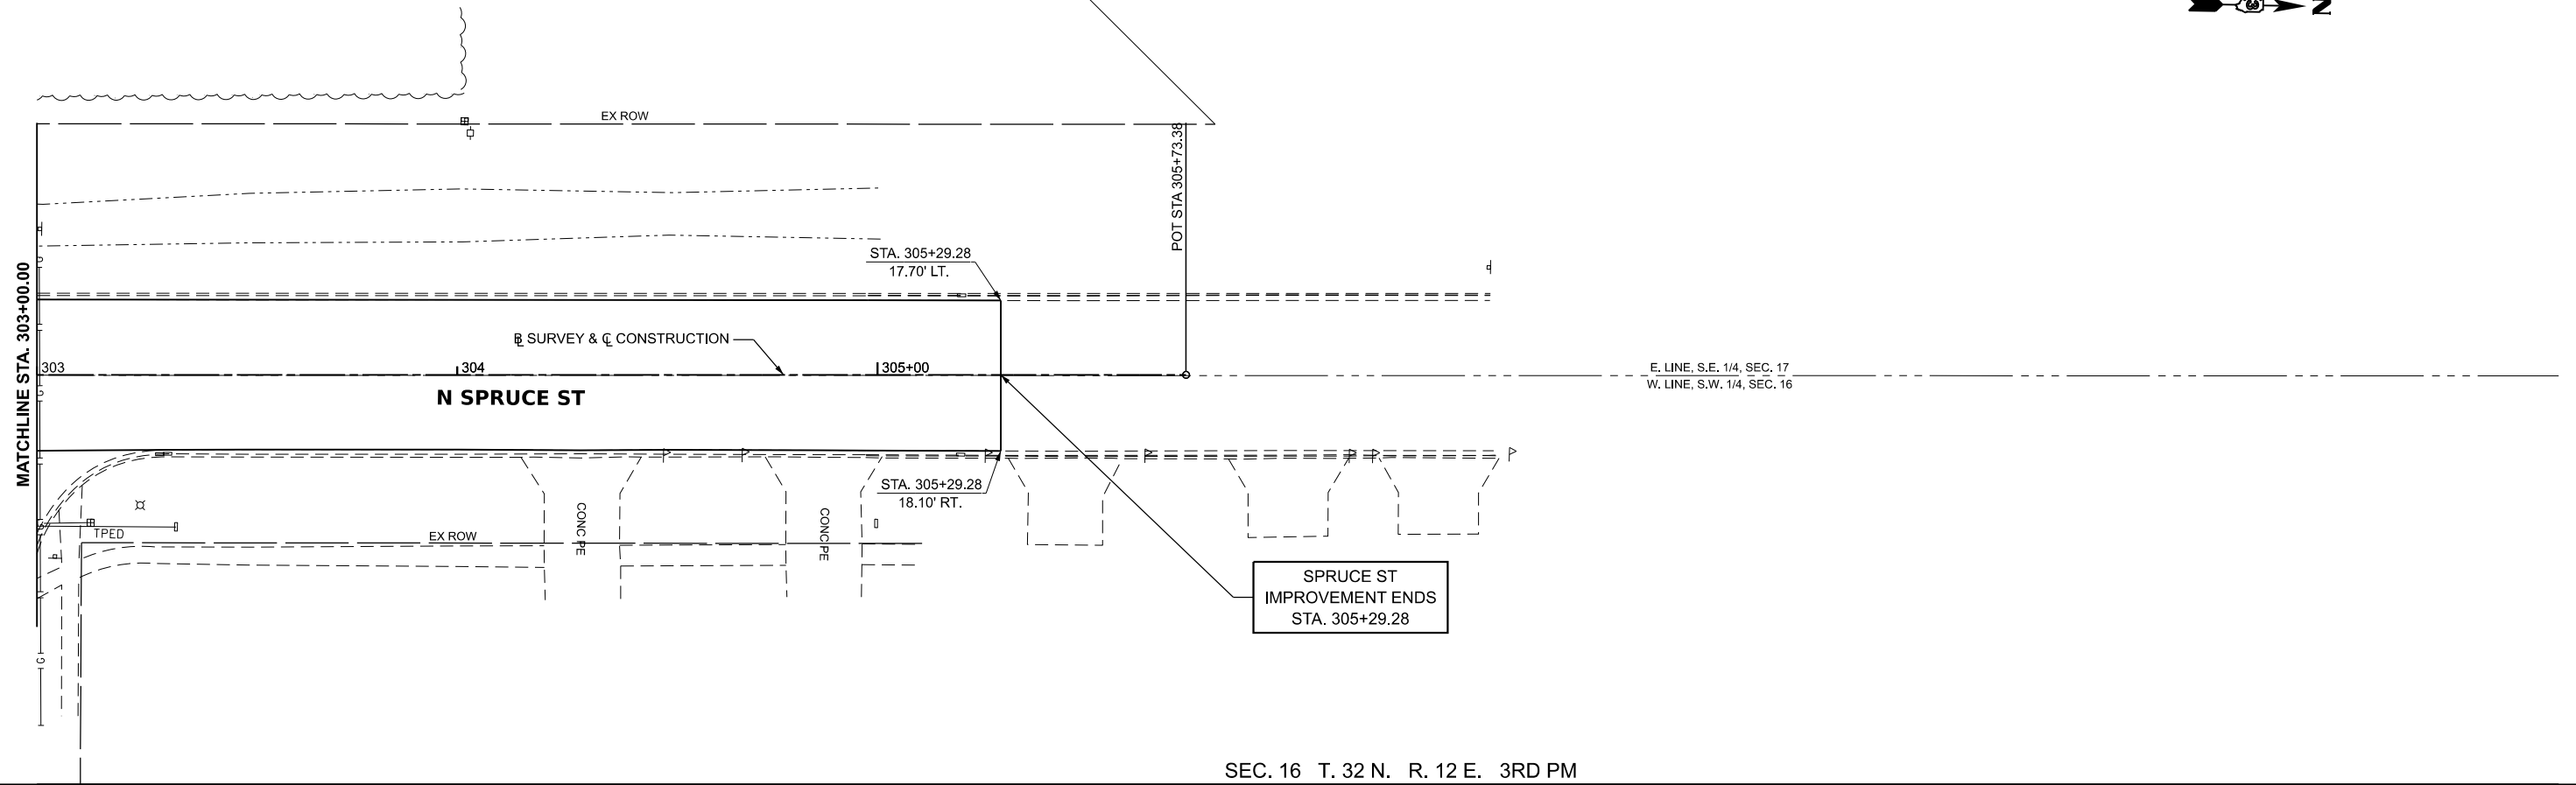 N
EX ROW
POT STA 305+73.38
STA. 305+29.28
17.70' LT.
MATCHLINE STA. 303+00.00
BL SURVEY & CL CONSTRUCTION
303
304
305+00
E. LINE, S.E. 1/4, SEC. 17
W. LINE, S.W. 1/4, SEC. 16
N SPRUCE ST
G
STA. 305+29.28
18.10' RT.
CONC PE
CONC PE
TPED
EX ROW
SPRUCE ST
IMPROVEMENT ENDS
STA. 305+29.28
G
SEC. 16 T. 32 N. R. 12 E. 3RD PM